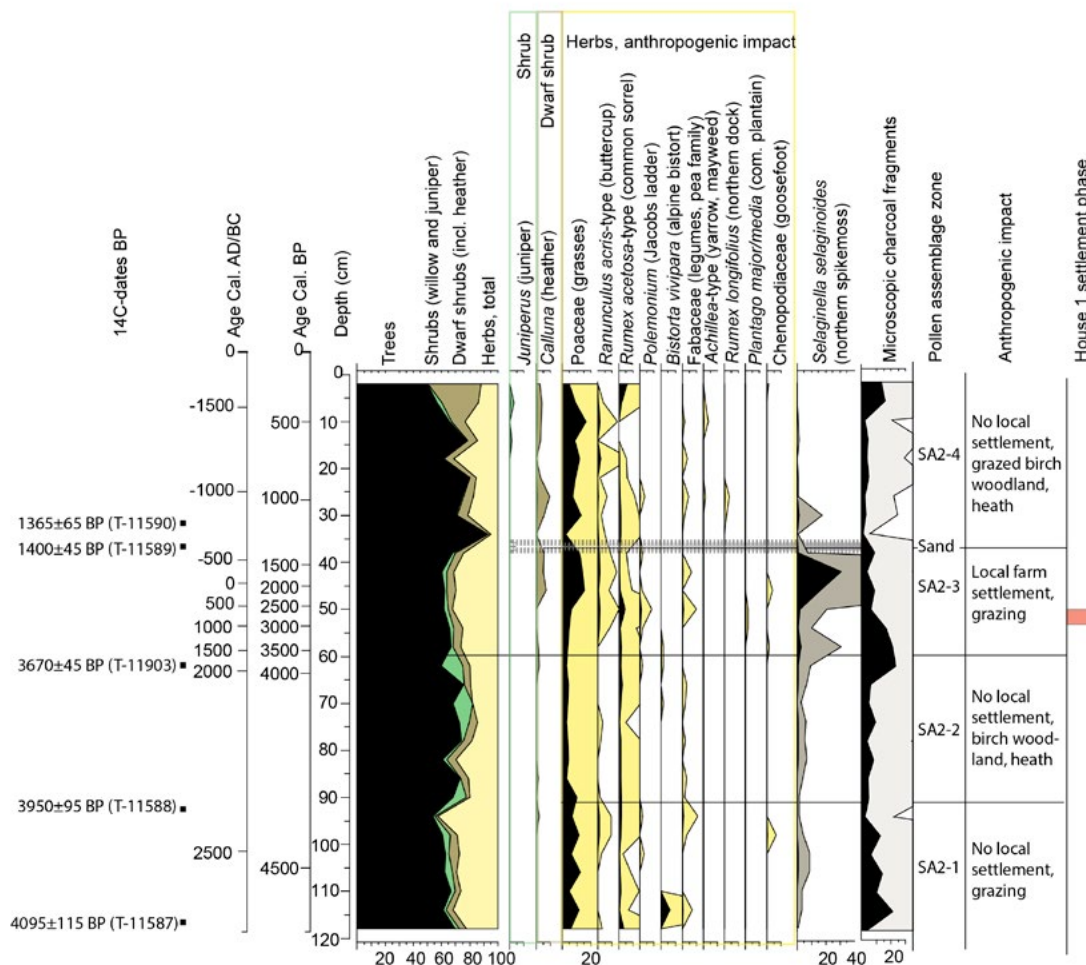 Shrub
Dwarf shrub
Herbs, anthropogenic impact
14C-dates BP
Age Cal. AD/BC
Age Cal. BP
Depth (cm)
Trees
Shrubs (willow and juniper)
Dwarf shrubs (incl. heather)
Herbs, total
Juniperus (juniper)
Calluna (heather)
Poaceae (grasses)
Ranunculus acris-type (buttercup)
Rumex acetosa-type (common sorrel)
Polemonium (Jacobs ladder)
Bistorta vivipara (alpine bistort)
Fabaceae (legumes, pea family)
Achillea-type (yarrow, mayweed)
Rumex longifolius (northern dock)
Plantago major/media (com. plantain)
Chenopodiaceae (goosefoot)
Selaginella selaginoides
(northern spikemoss)
Microscopic charcoal fragments
Pollen assemblage zone
Anthropogenic impact
House 1 settlement phase
1365±65 BP (T-11590)
1400±45 BP (T-11589)
3670±45 BP (T-11903)
3950±95 BP (T-11588)
4095±115 BP (T-11587)
0
-1500
-1000
-500
0
500
1000
1500
2000
2500
0
500
1000
1500
2000
2500
3000
3500
4000
4500
0
10
20
30
40
50
60
70
80
90
100
110
120
SA2-4
No local
settlement,
grazed birch
woodland,
heath
Sand
SA2-3
Local farm
settlement,
grazing
SA2-2
No local
settlement,
birch wood-
land, heath
SA2-1
No local
settlement,
grazing
20 40 60 80 100
20
20 40
20